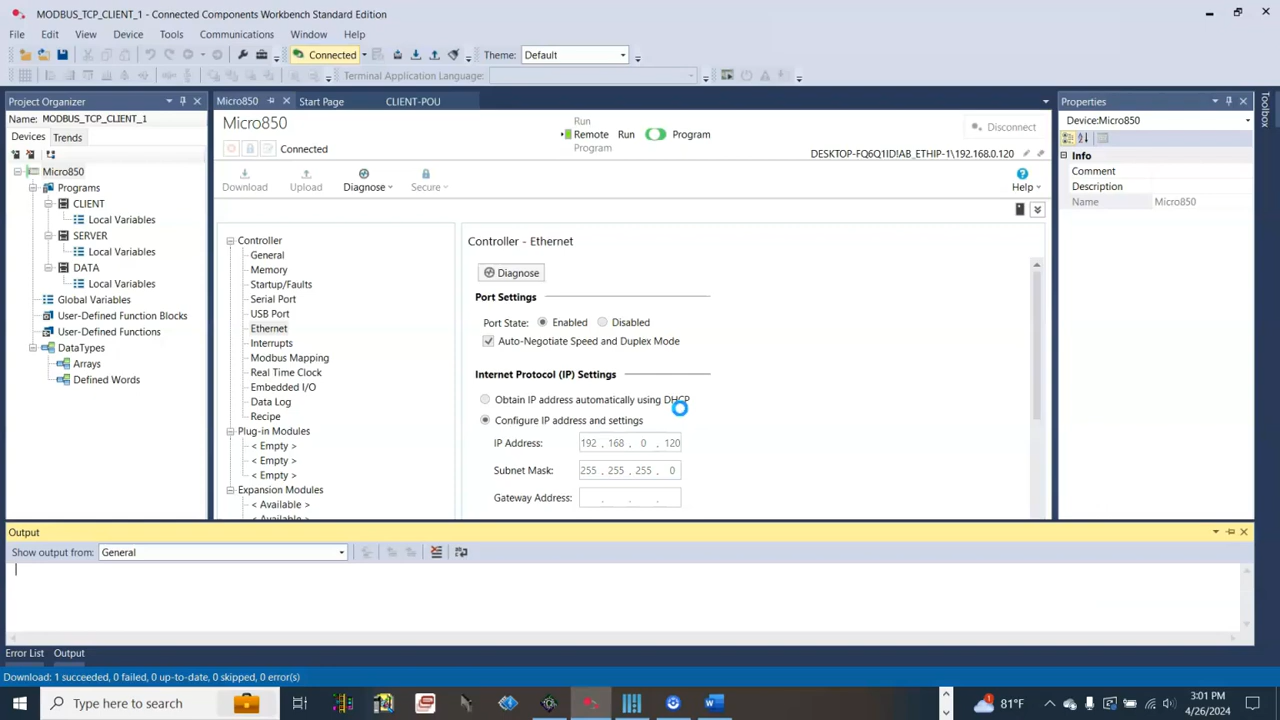 MODBUS_TCP_CLIENT_1 - Connected Components Workbench Standard Edition
File Edit View Device Tools Communications Window Help
Connected Theme: Default
Terminal Application Language:
Project Organizer
Name: MODBUS_TCP_CLIENT_1
Devices Trends
Micro850
Programs
CLIENT
Local Variables
SERVER
Local Variables
DATA
Local Variables
Global Variables
User-Defined Function Blocks
User-Defined Functions
DataTypes
Arrays
Defined Words
Micro850 Start Page CLIENT-POU
Micro850
Connected
Run
Remote Run Program
Program
Disconnect
DESKTOP-FQ6Q1IDIAB_ETHIP-1\192.168.0.120
Download Upload Diagnose Secure Help
Controller
General
Memory
Startup/Faults
Serial Port
USB Port
Ethernet
Interrupts
Modbus Mapping
Real Time Clock
Embedded I/O
Data Log
Recipe
Plug-in Modules
< Empty >
< Empty >
< Empty >
Expansion Modules
< Available >
< Available >
Controller - Ethernet
Diagnose
Port Settings
Port State: Enabled Disabled
Auto-Negotiate Speed and Duplex Mode
Internet Protocol (IP) Settings
Obtain IP address automatically using DHCP
Configure IP address and settings
IP Address: 192 . 168 . 0 . 120
Subnet Mask: 255 . 255 . 255 . 0
Gateway Address: . . .
Properties
Device:Micro850
Info
Comment
Description
Name Micro850
Toolbox
Output
Show output from: General
Error List Output
Download: 1 succeeded, 0 failed, 0 up-to-date, 0 skipped, 0 error(s)
Type here to search
81°F
3:01 PM
4/26/2024